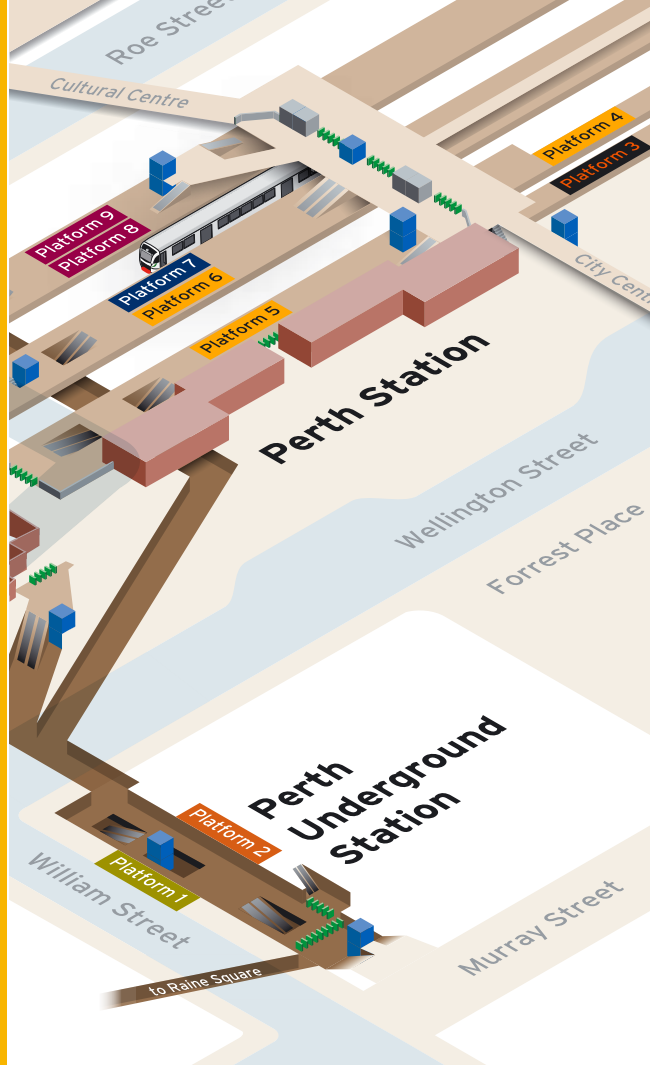 Roe Street
Cultural Centre
Platform 4
Platform 3
Platform 9
Platform 8
Platform 7
Platform 6
Platform 5
City Cent
Perth Station
Wellington Street
Forrest Place
Perth
Underground
Station
Platform 2
Platform 1
William Street
Murray Street
to Raine Square